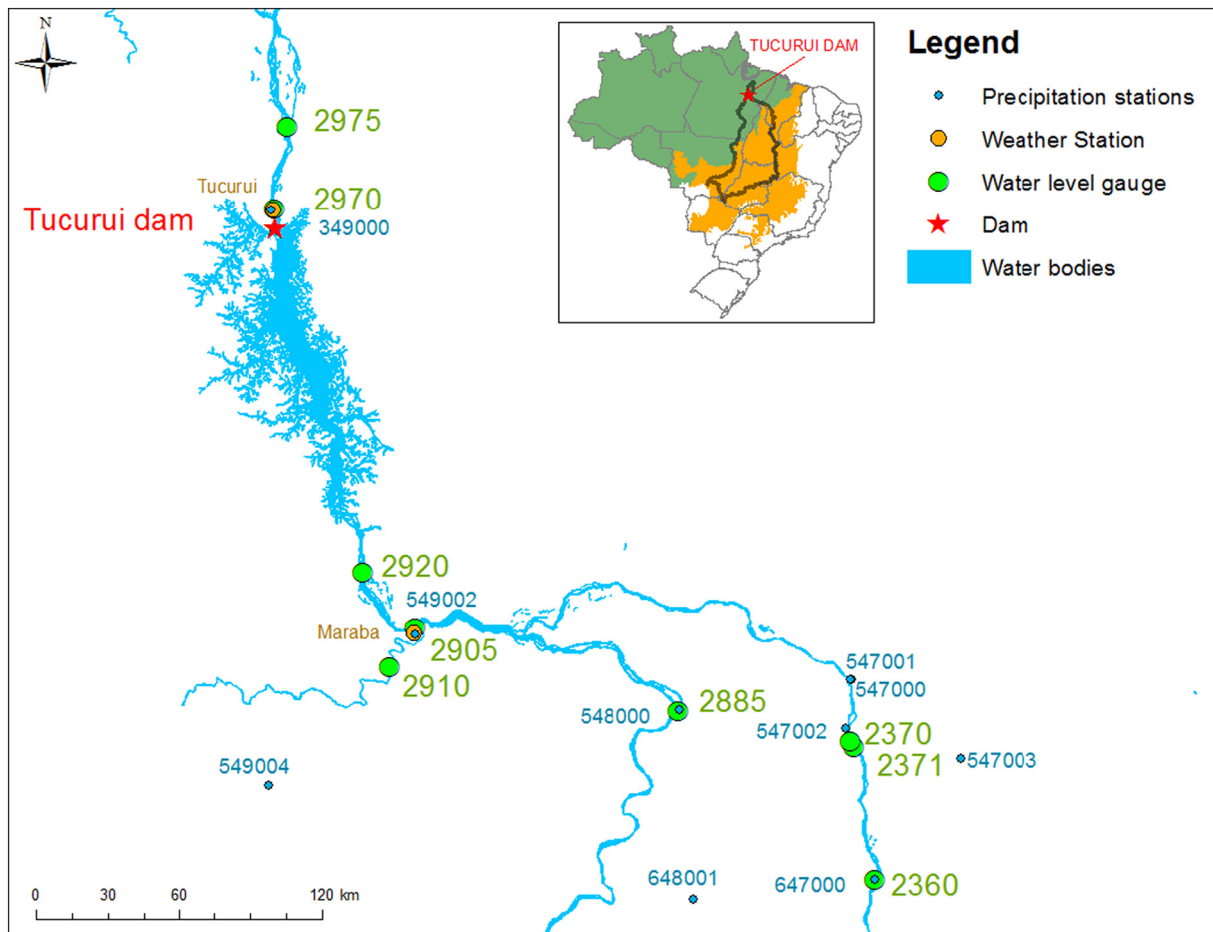 N
TUCURUI DAM
Legend
Precipitation stations
Weather Station
Water level gauge
Dam
Water bodies
2975
Tucurui
2970
Tucurui dam
349000
2920
549002
Maraba
2905
2910
547001
547000
2885
548000
547002
2370
2371
547003
549004
648001
647000
2360
0 30 60 120 km